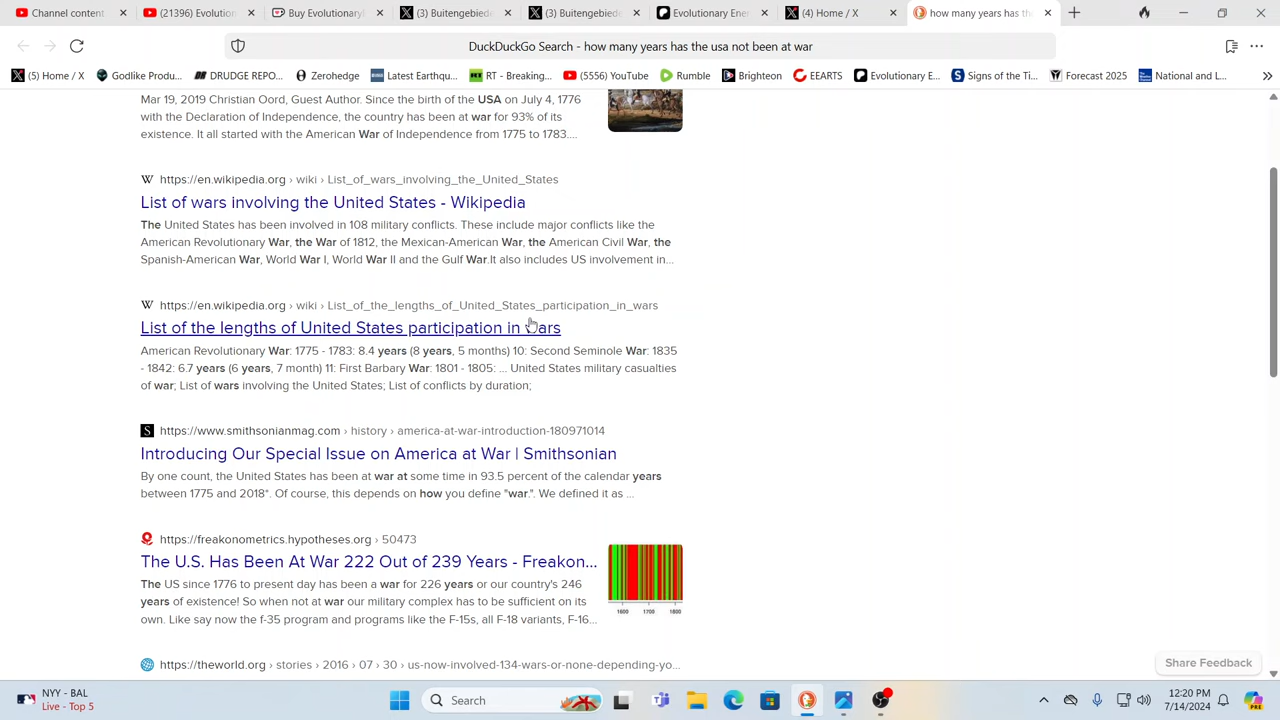 Channel content
(21396) Evolution
Buy Evolutionary
(3) Buitengebiede
(3) Buitengebiede
Evolutionary Ener
(4) Home / X
how many years has the
DuckDuckGo Search - how many years has the usa not been at war
(5) Home / X
Godlike Produ...
DRUDGE REPO...
Zerohedge
Latest Earthqu...
RT - Breaking...
(5556) YouTube
Rumble
Brighteon
EEARTS
Evolutionary E...
Signs of the Ti...
Forecast 2025
National and L...
Mar 19, 2019 Christian Oord, Guest Author. Since the birth of the USA on July 4, 1776
with the Declaration of Independence, the country has been at war for 93% of its
existence. It all started with the American War of Independence from 1775 to 1783....
https://en.wikipedia.org › wiki › List_of_wars_involving_the_United_States
List of wars involving the United States - Wikipedia
The United States has been involved in 108 military conflicts. These include major conflicts like the
American Revolutionary War, the War of 1812, the Mexican-American War, the American Civil War, the
Spanish-American War, World War I, World War II and the Gulf War.It also includes US involvement in...
https://en.wikipedia.org › wiki › List_of_the_lengths_of_United_States_participation_in_wars
List of the lengths of United States participation in wars
American Revolutionary War: 1775 - 1783: 8.4 years (8 years, 5 months) 10: Second Seminole War: 1835
- 1842: 6.7 years (6 years, 7 month) 11: First Barbary War: 1801 - 1805: ... United States military casualties
of war; List of wars involving the United States; List of conflicts by duration;
https://www.smithsonianmag.com › history › america-at-war-introduction-180971014
Introducing Our Special Issue on America at War | Smithsonian
By one count, the United States has been at war at some time in 93.5 percent of the calendar years
between 1775 and 2018*. Of course, this depends on how you define "war.". We defined it as ...
https://freakonometrics.hypotheses.org › 50473
The U.S. Has Been At War 222 Out of 239 Years - Freakon...
The US since 1776 to present day has been a war for 226 years or our country's 246
years of existence! So when not at war our military complex has to be sufficient on its
own. Like say now the f-35 program and programs like the F-15s, all F-18 variants, F-16...
1600 1700 1800
https://theworld.org › stories › 2016 › 07 › 30 › us-now-involved-134-wars-or-none-depending-yo...
Share Feedback
NYY - BAL
Live - Top 5
Search
12:20 PM
7/14/2024